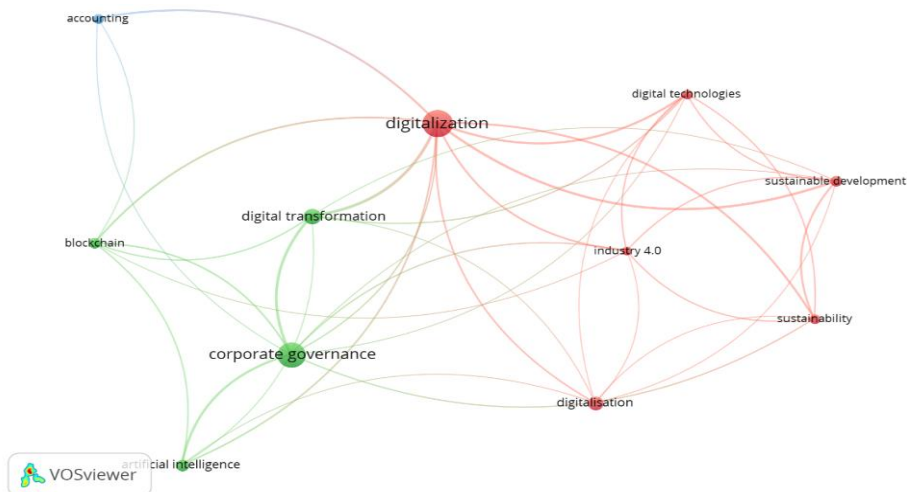 accounting
digitalization
digital technologies
sustainable development
digital transformation
blockchain
industry 4.0
sustainability
corporate governance
digitalisation
artificial intelligence
VOSviewer